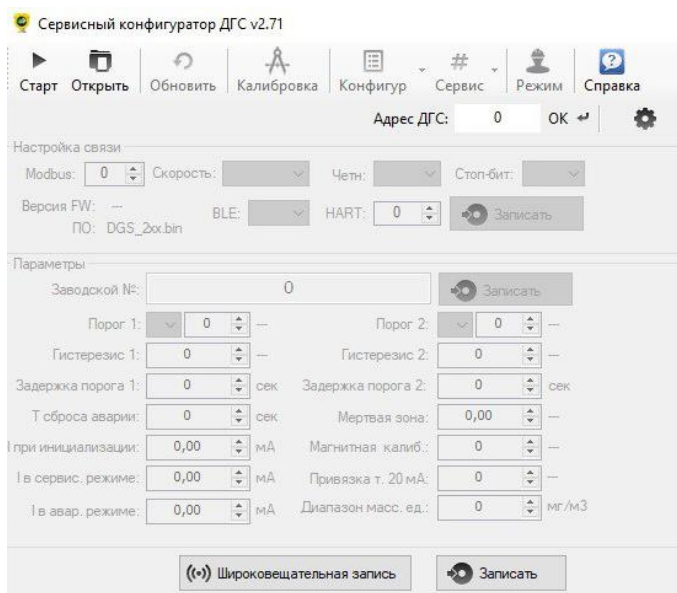 Сервисный конфигуратор ДГС v2.71
Старт Открыть Обновить Калибровка Конфигур Сервис Режим Справка
Адрес ДГС: 0 OK
Настройка связи
Modbus: 0 Скорость: Четн: Стоп-бит:
Версия FW: ---
ПО: DGS_2xx.bin BLE: HART: 0 Записать
Параметры
Заводской №: 0 Записать
Порог 1: 0 --- Порог 2: 0 ---
Гистерезис 1: 0 --- Гистерезис 2: 0 ---
Задержка порога 1: 0 сек Задержка порога 2: 0 сек
Т сброса аварии: 0 сек Мертвая зона: 0,00 ---
I при инициализации: 0,00 мА Магнитная калиб.: 0 ---
I в сервис. режиме: 0,00 мА Привязка т. 20 мА: 0 ---
I в авар. режиме: 0,00 мА Диапазон масс. ед.: 0 мг/м3
Широковещательная запись Записать